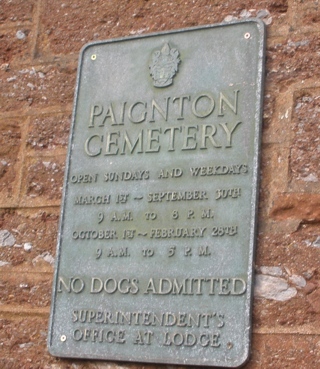 PAIGNTON
CEMETERY
OPEN SUNDAYS AND WEEKDAYS
MARCH 1ST ~ SEPTEMBER 30TH
9 A.M. TO 8 P.M.
OCTOBER 1ST ~ FEBRUARY 28TH
9 A.M. TO 5 P.M.
NO DOGS ADMITTED
SUPERINTENDENT'S
OFFICE AT LODGE.